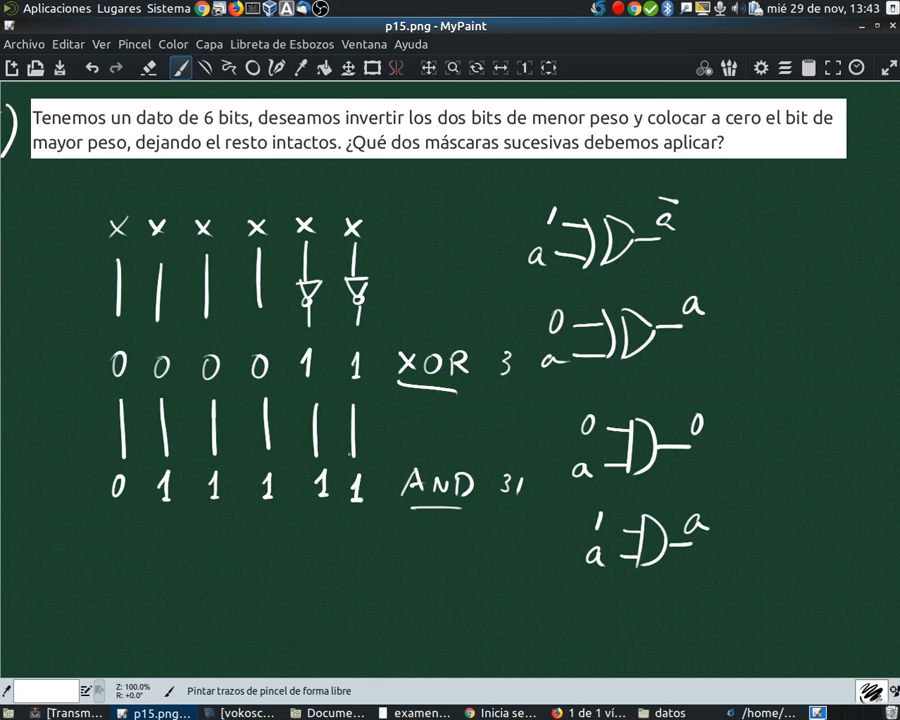 Aplicaciones Lugares Sistema mié 29 de nov, 13:43
p15.png - MyPaint
Archivo Editar Ver Pincel Color Capa Libreta de Esbozos Ventana Ayuda
) Tenemos un dato de 6 bits, deseamos invertir los dos bits de menor peso y colocar a cero el bit de
mayor peso, dejando el resto intactos. ¿Qué dos máscaras sucesivas debemos aplicar?
x x x x x x
1 a a̅
0 a a
0 0 0 0 1 1 XOR 3
0 a 0
0 1 1 1 1 1 AND 31
1 a a
Z: 100.0%
R: +0.0°
Pintar trazos de pincel de forma libre
[Transm... p15.png... [vokosc... Docume... examen... Inicia se... 1 de 1 ví... datos /home/...